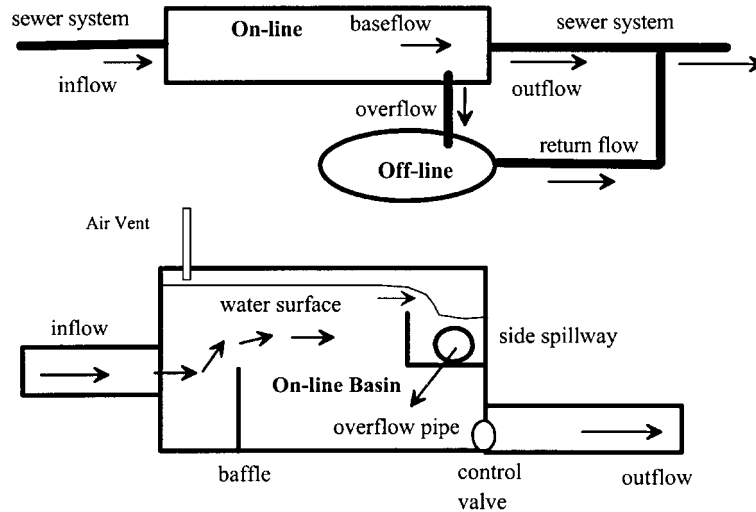 sewer system
On-line
baseflow
sewer system
inflow
overflow
outflow
Off-line
return flow
Air Vent
water surface
inflow
side spillway
On-line Basin
overflow pipe
baffle
control
valve
outflow